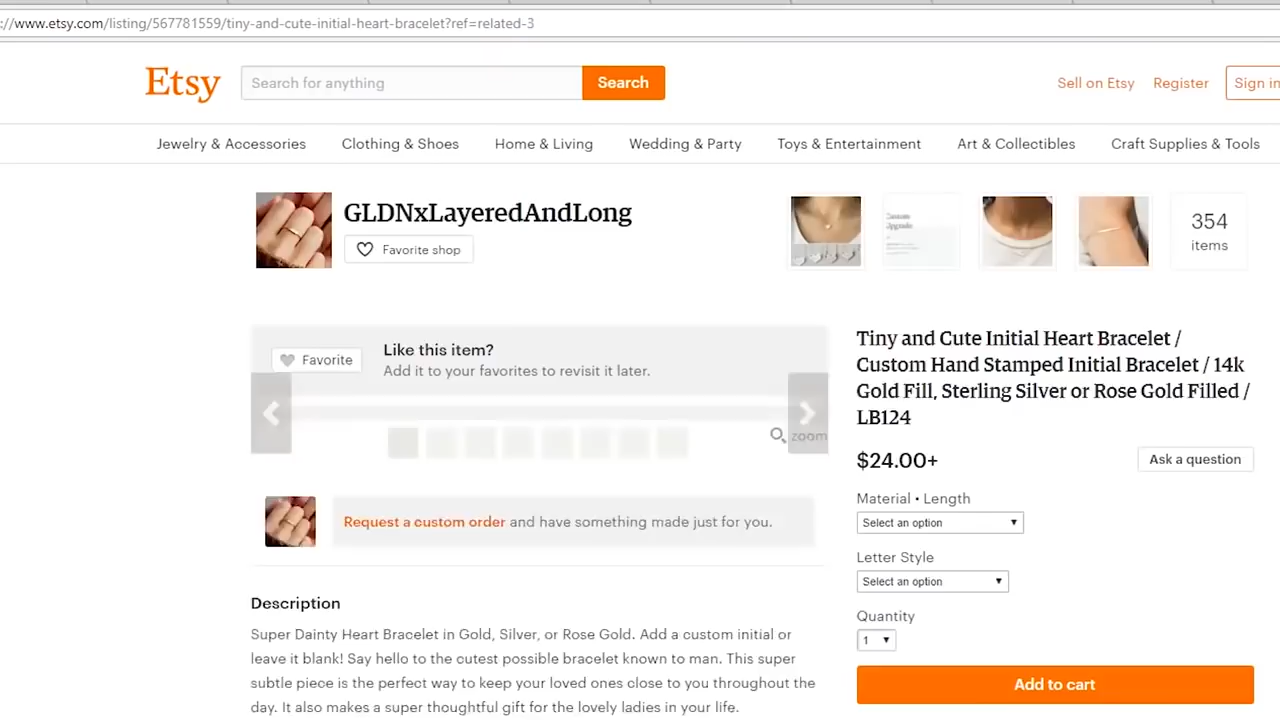 ://www.etsy.com/listing/567781559/tiny-and-cute-initial-heart-bracelet?ref=related-3
Etsy
Search for anything
Search
Sell on Etsy
Register
Sign in
Jewelry & Accessories
Clothing & Shoes
Home & Living
Wedding & Party
Toys & Entertainment
Art & Collectibles
Craft Supplies & Tools
GLDNxLayeredAndLong
Favorite shop
Custom
Upgrade
354
items
Favorite
Like this item?
Add it to your favorites to revisit it later.
zoom
Request a custom order and have something made just for you.
Description
Super Dainty Heart Bracelet in Gold, Silver, or Rose Gold. Add a custom initial or
leave it blank! Say hello to the cutest possible bracelet known to man. This super
subtle piece is the perfect way to keep your loved ones close to you throughout the
day. It also makes a super thoughtful gift for the lovely ladies in your life.
Tiny and Cute Initial Heart Bracelet /
Custom Hand Stamped Initial Bracelet / 14k
Gold Fill, Sterling Silver or Rose Gold Filled /
LB124
$24.00+
Ask a question
Material • Length
Select an option
Letter Style
Select an option
Quantity
1
Add to cart